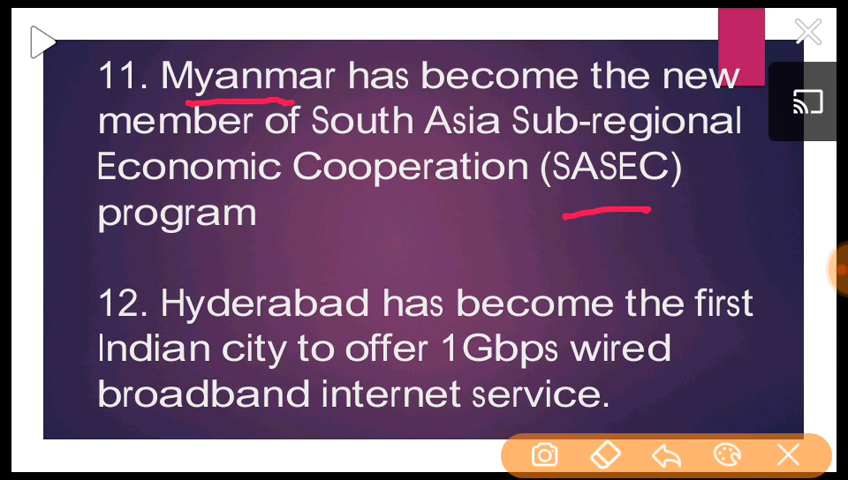 11. Myanmar has become the new
member of South Asia Sub-regional
Economic Cooperation (SASEC)
program
12. Hyderabad has become the first
Indian city to offer 1Gbps wired
broadband internet service.